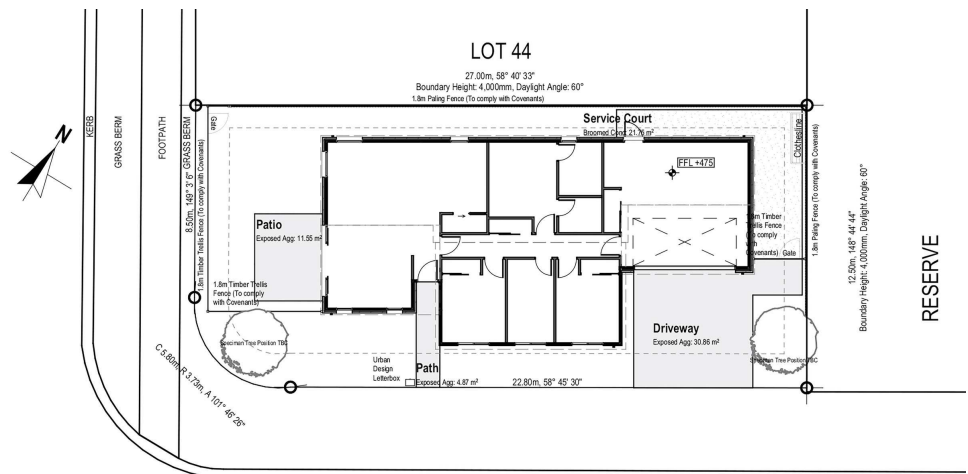 LOT 44
27.00m, 58° 40' 33"
Boundary Height: 4,000mm, Daylight Angle: 60°
1.8m Paling Fence (To comply with Covenants)
N
KERB
GRASS BERM
FOOTPATH
8.50m, 149° 3' 6" GRASS BERM
1.8m Timber Trellis Fence (To comply with Covenants)
Gate
Service Court
Broomed Conc: 21.76 m²
Clothesline
FFL +475
1.8m Paling Fence (To comply with Covenants)
12.50m, 148° 44' 44"
Boundary Height: 4,000mm, Daylight Angle: 60°
RESERVE
Patio
Exposed Agg: 11.55 m²
1.8m Timber
Trellis Fence
(To comply
with
Covenants)
Gate
1.8m Timber Trellis
Fence (To comply
with Covenants)
Specimen Tree Position TBC
Driveway
Exposed Agg: 30.86 m²
Specimen Tree Position TBC
Urban
Design
Letterbox
Path
Exposed Agg: 4.87 m²
22.80m, 58° 45' 30"
C 5.80m, R 3.73m, A 101° 46' 26"